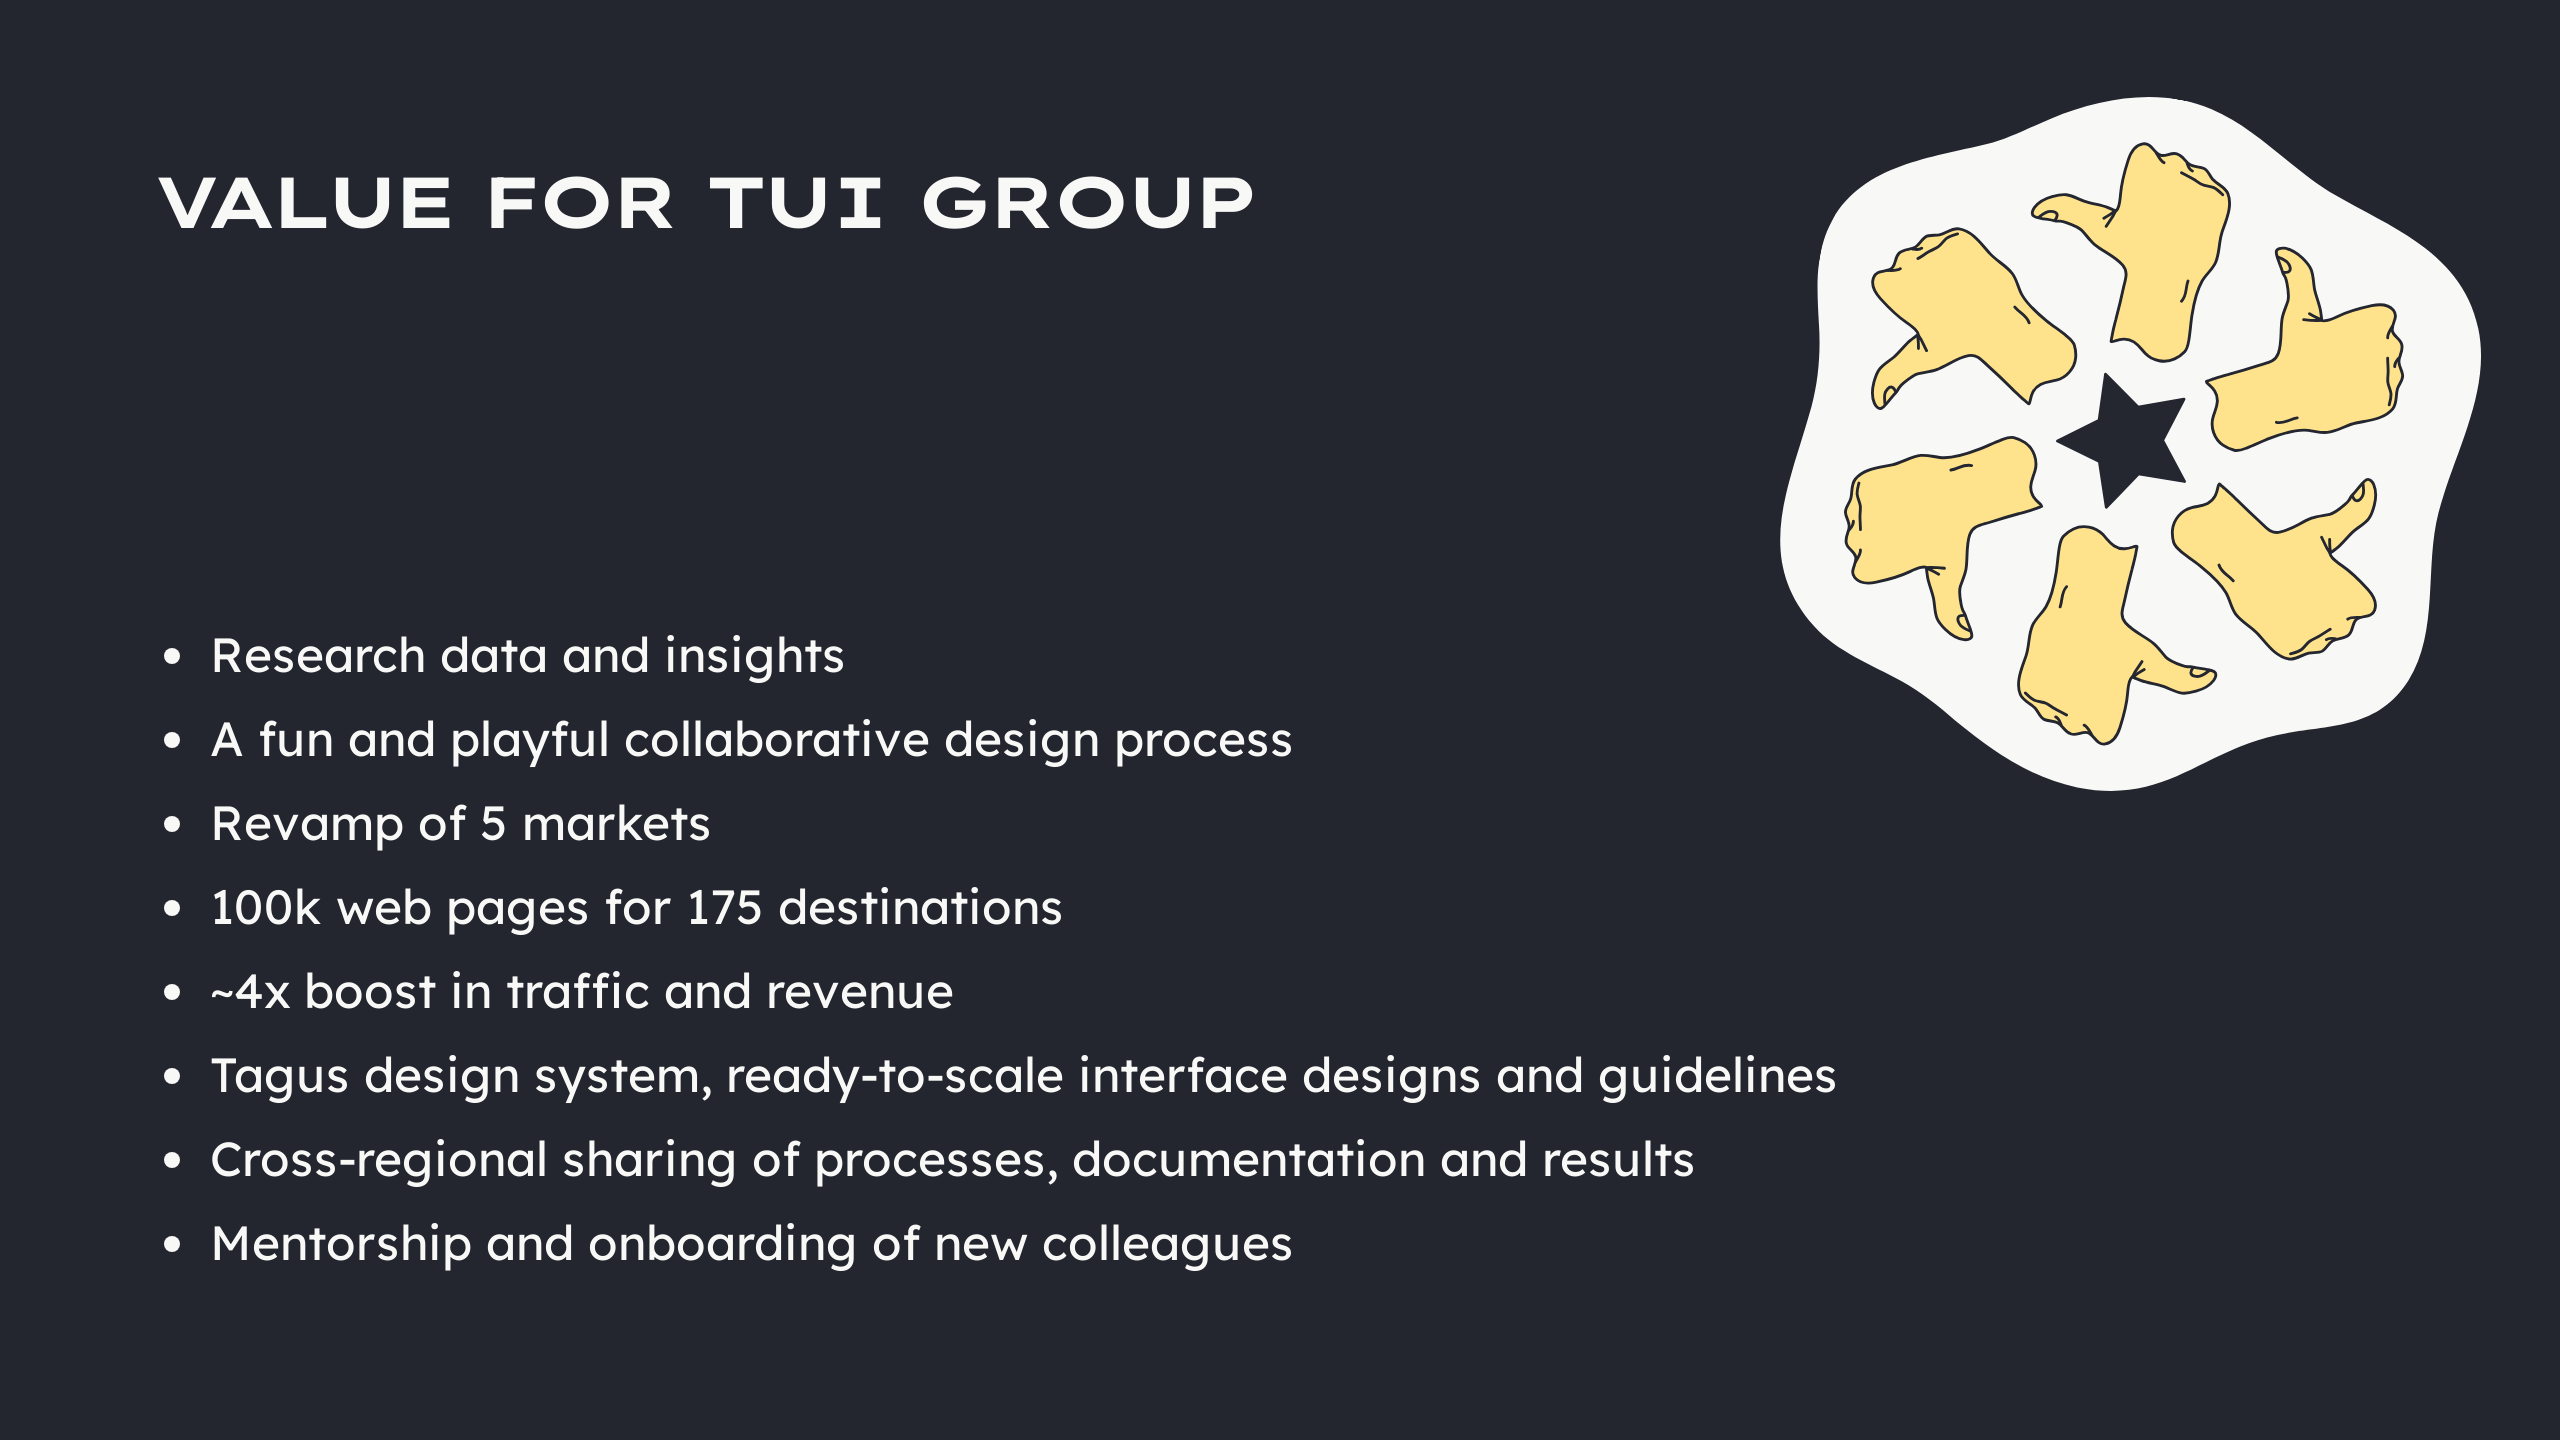 VALUE FOR TUI GROUP
• Research data and insights
• A fun and playful collaborative design process
• Revamp of 5 markets
• 100k web pages for 175 destinations
• ~4x boost in traffic and revenue
• Tagus design system, ready-to-scale interface designs and guidelines
• Cross-regional sharing of processes, documentation and results
• Mentorship and onboarding of new colleagues